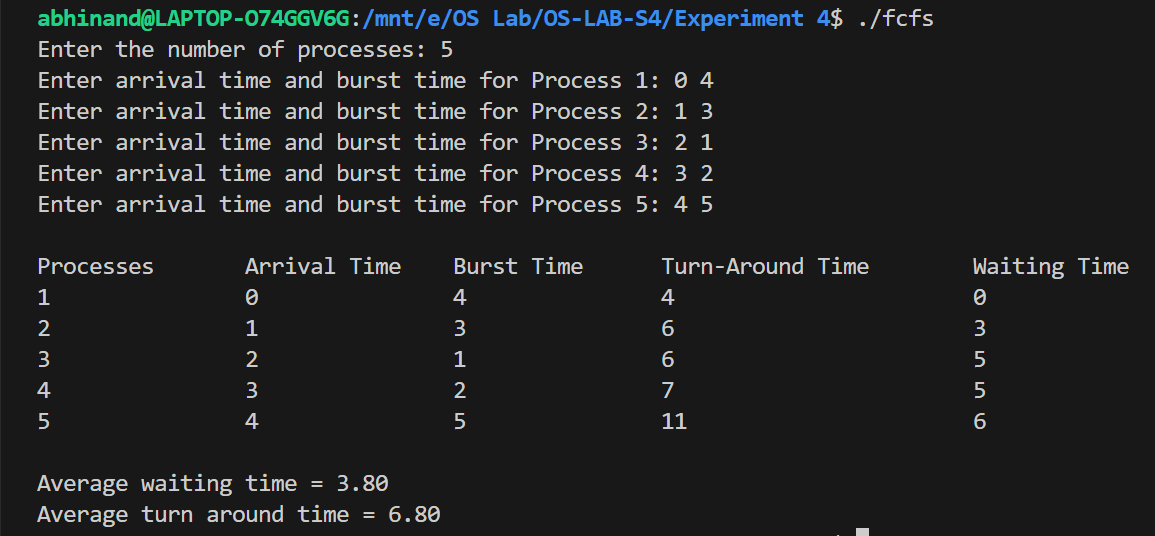 abhinand@LAPTOP-O74GGV6G:/mnt/e/OS Lab/OS-LAB-S4/Experiment 4$ ./fcfs
Enter the number of processes: 5
Enter arrival time and burst time for Process 1: 0 4
Enter arrival time and burst time for Process 2: 1 3
Enter arrival time and burst time for Process 3: 2 1
Enter arrival time and burst time for Process 4: 3 2
Enter arrival time and burst time for Process 5: 4 5

Processes       Arrival Time    Burst Time      Turn-Around Time        Waiting Time
1               0               4               4                       0
2               1               3               6                       3
3               2               1               6                       5
4               3               2               7                       5
5               4               5               11                      6

Average waiting time = 3.80
Average turn around time = 6.80